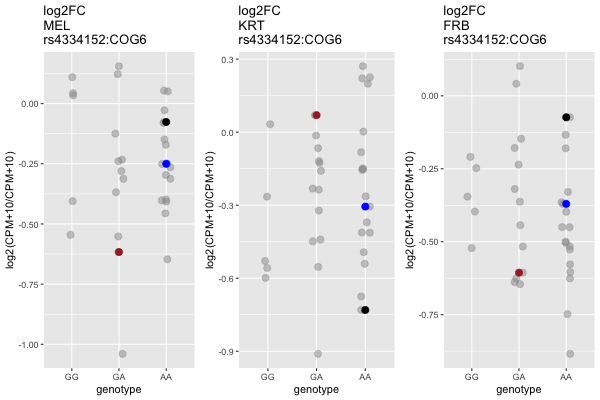 log2FC
MEL
rs4334152:COG6
log2(CPM+10/CPM+10)
0.00
-0.25
-0.50
-0.75
-1.00
GG GA AA
genotype
log2FC
KRT
rs4334152:COG6
log2(CPM+10/CPM+10)
0.3
0.0
-0.3
-0.6
-0.9
GG GA AA
genotype
log2FC
FRB
rs4334152:COG6
log2(CPM+10/CPM+10)
0.00
-0.25
-0.50
-0.75
GG GA AA
genotype